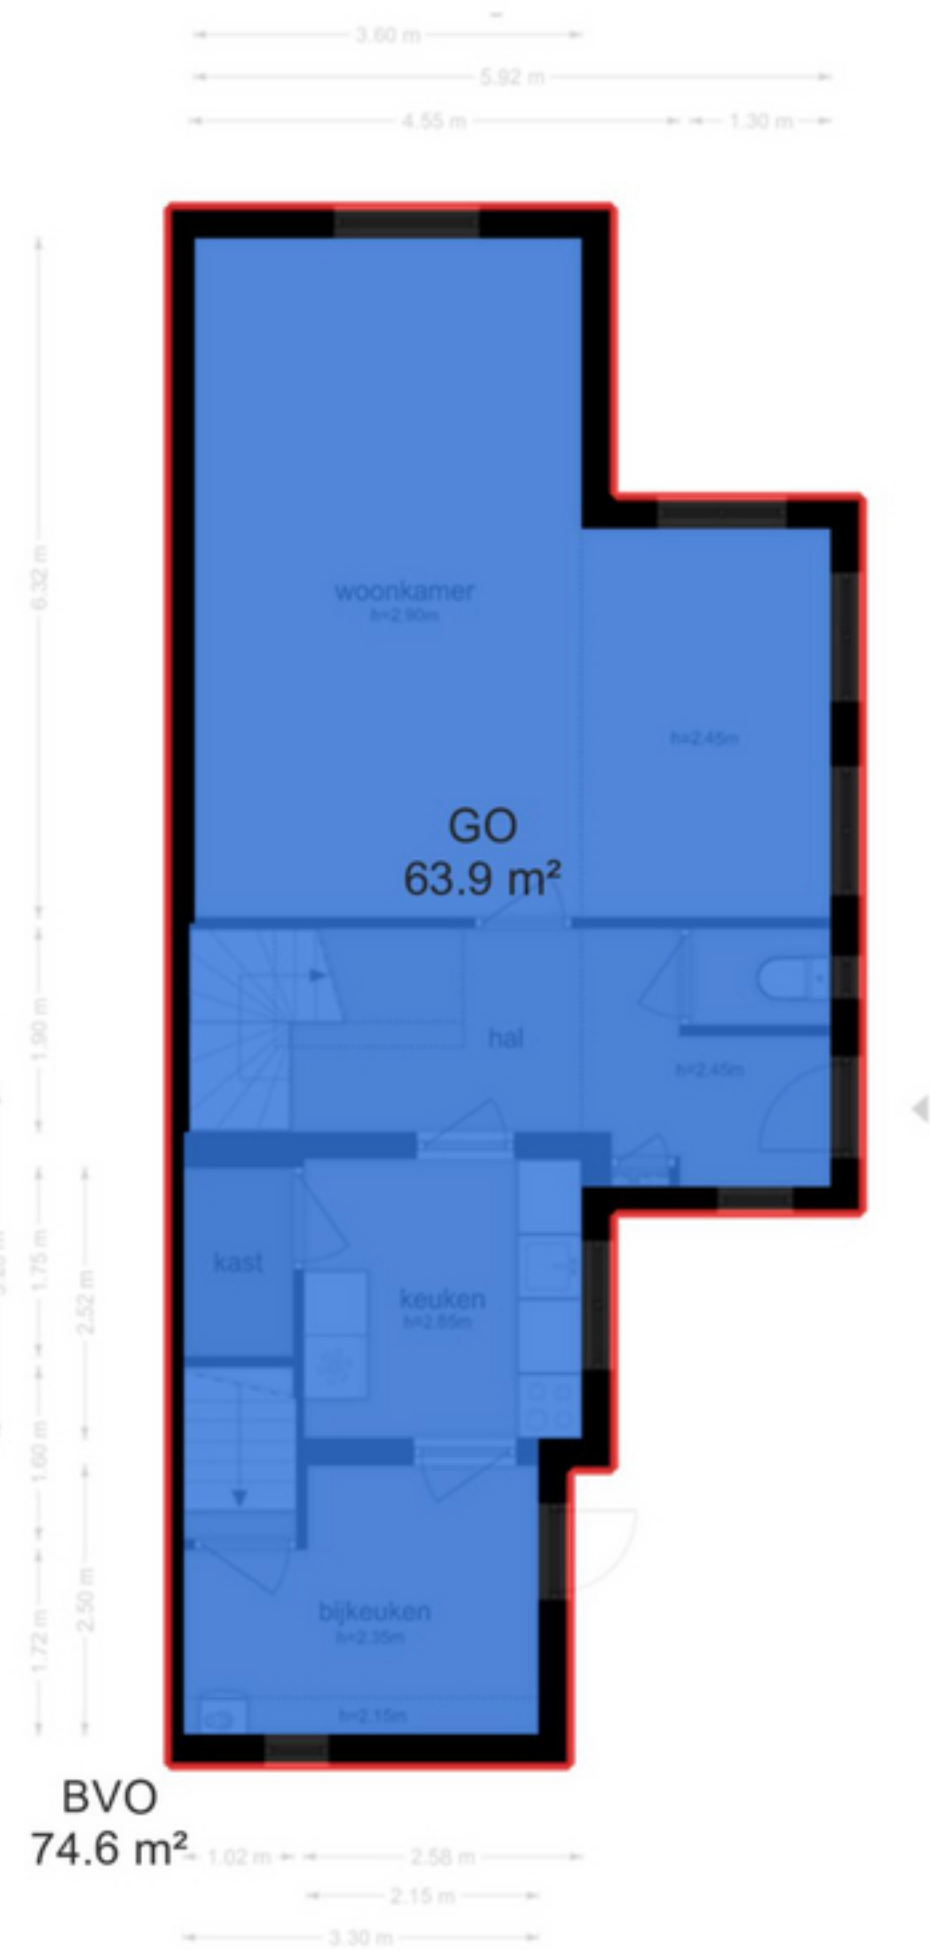 3.60 m
5.92 m
4.55 m
1.30 m
6.32 m
woonkamer
h=2.90m
h=2.45m
GO
63.9 m²
1.90 m
hal
h=2.45m
1.75 m
2.52 m
kast
keuken
h=2.85m
1.60 m
2.50 m
1.72 m
bijkeuken
h=2.35m
h=2.15m
BVO
74.6 m²
1.02 m
2.58 m
2.15 m
3.30 m